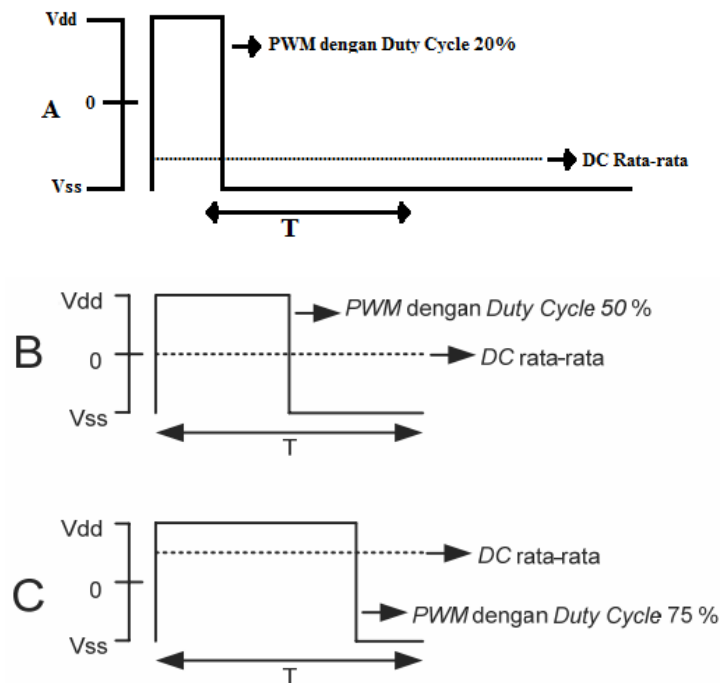 Vdd
PWM dengan Duty Cycle 20%
A
0
DC Rata-rata
Vss
T
Vdd
PWM dengan Duty Cycle 50 %
B
0
DC rata-rata
Vss
T
Vdd
DC rata-rata
C
0
PWM dengan Duty Cycle 75 %
Vss
T